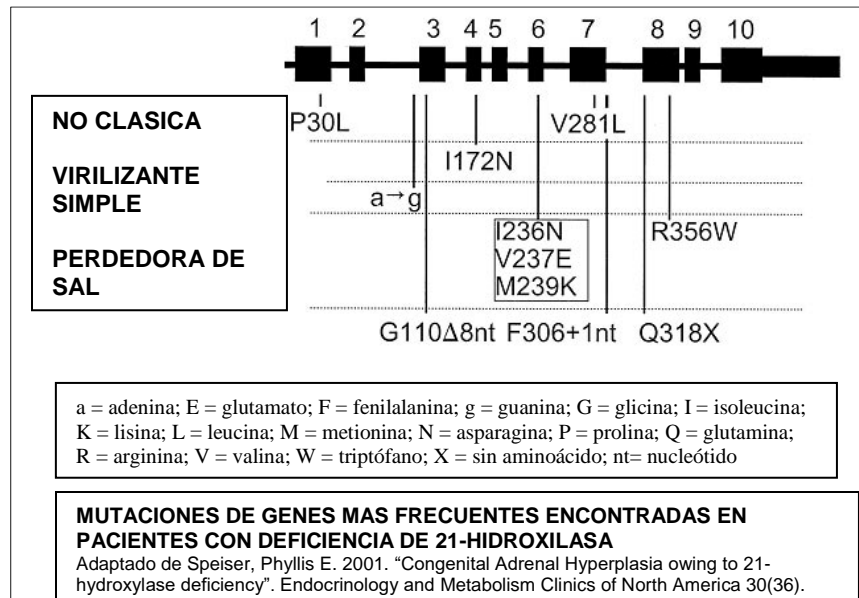 1 2 3 4 5 6 7 8 9 10
NO CLASICA
P30L
V281L
I172N
VIRILIZANTE
SIMPLE
a→g
PERDEDORA DE
SAL
I236N
V237E
M239K
R356W
G110Δ8nt F306+1nt Q318X
a = adenina; E = glutamato; F = fenilalanina; g = guanina; G = glicina; I = isoleucina;
K = lisina; L = leucina; M = metionina; N = asparagina; P = prolina; Q = glutamina;
R = arginina; V = valina; W = triptófano; X = sin aminoácido; nt= nucleótido
MUTACIONES DE GENES MAS FRECUENTES ENCONTRADAS EN
PACIENTES CON DEFICIENCIA DE 21-HIDROXILASA
Adaptado de Speiser, Phyllis E. 2001. “Congenital Adrenal Hyperplasia owing to 21-
hydroxylase deficiency”. Endocrinology and Metabolism Clinics of North America 30(36).